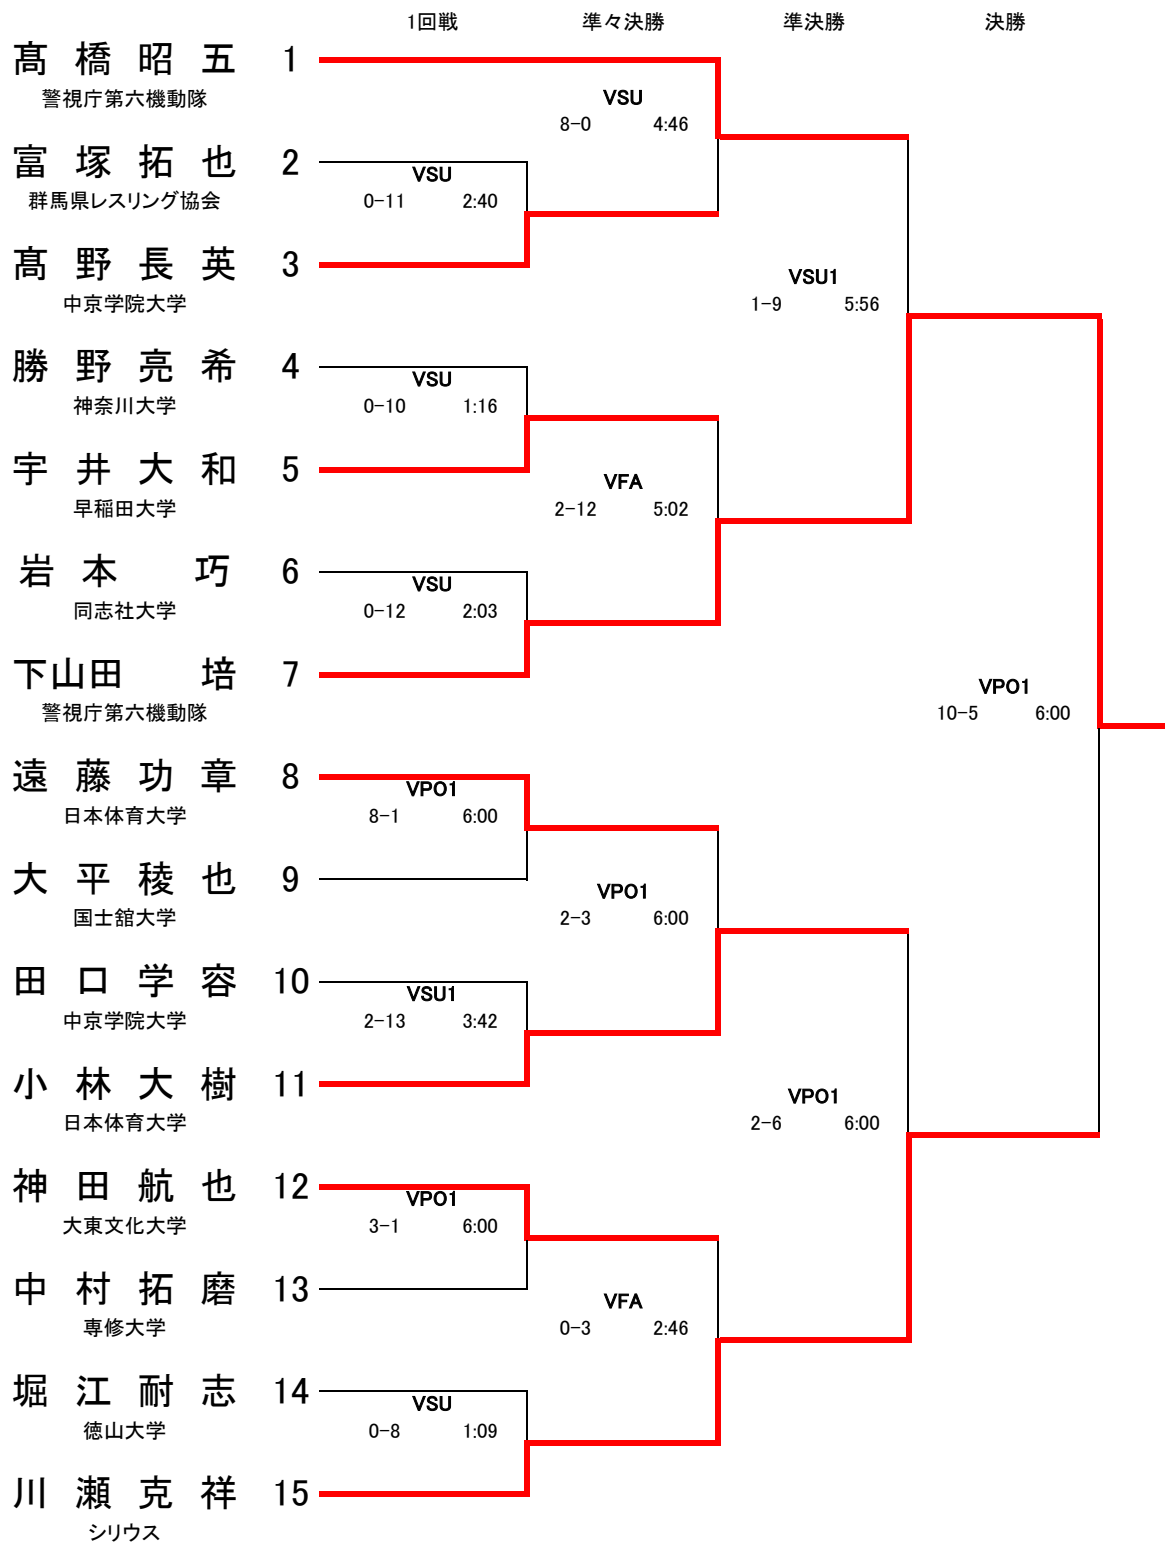 1回戦 準々決勝 準決勝 決勝
髙橋昭五 1
警視庁第六機動隊
VSU
8-0 4:46
富塚拓也 2
群馬県レスリング協会
VSU
0-11 2:40
髙野長英 3
中京学院大学
VSU1
1-9 5:56
勝野亮希 4
神奈川大学
VSU
0-10 1:16
宇井大和 5
早稲田大学
VFA
2-12 5:02
岩本 巧 6
同志社大学
VSU
0-12 2:03
下山田 培 7
警視庁第六機動隊
VPO1
10-5 6:00
遠藤功章 8
日本体育大学
VPO1
8-1 6:00
大平稜也 9
国士舘大学
VPO1
2-3 6:00
田口学容 10
中京学院大学
VSU1
2-13 3:42
小林大樹 11
日本体育大学
VPO1
2-6 6:00
神田航也 12
大東文化大学
VPO1
3-1 6:00
中村拓磨 13
専修大学
VFA
0-3 2:46
堀江耐志 14
徳山大学
VSU
0-8 1:09
川瀬克祥 15
シリウス